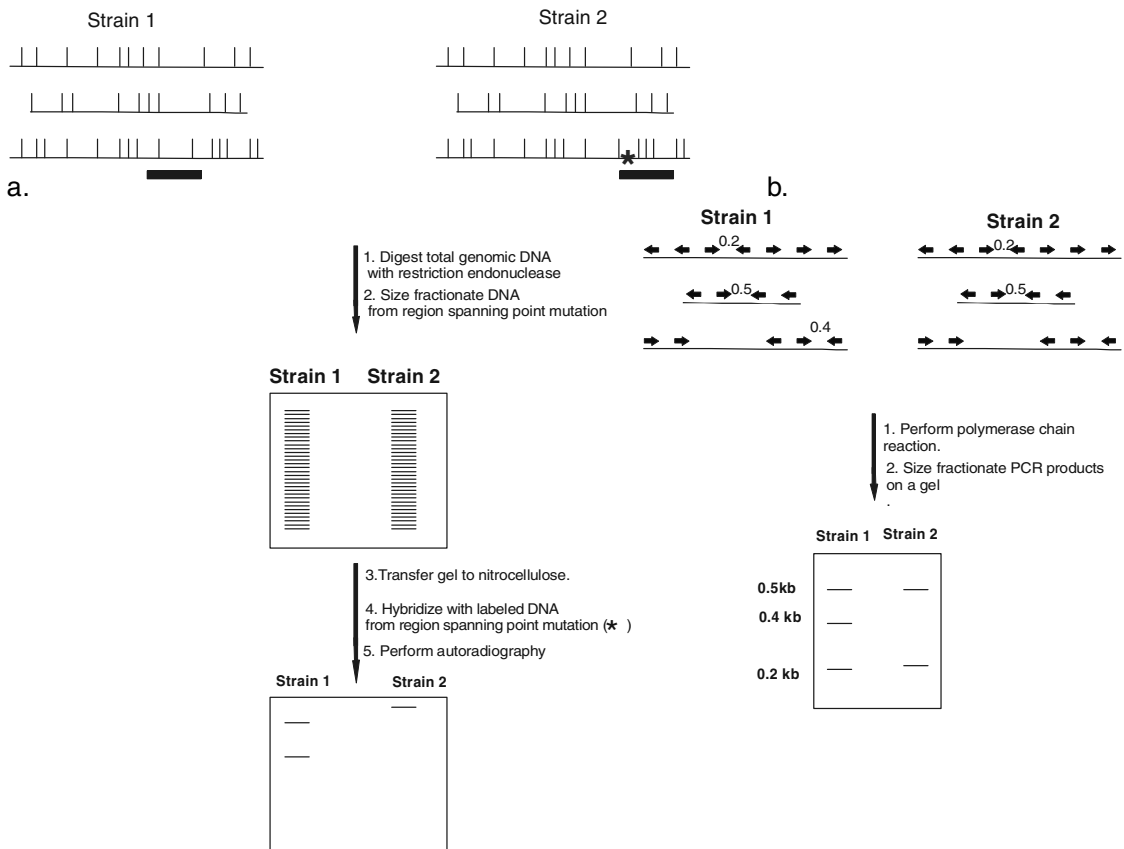 Strain 1
Strain 2
*
a.
1. Digest total genomic DNA
with restriction endonuclease
2. Size fractionate DNA
from region spanning point mutation
Strain 1
Strain 2
3.Transfer gel to nitrocellulose.
4. Hybridize with labeled DNA
from region spanning point mutation (* )
5. Perform autoradiography
Strain 1
Strain 2
b.
Strain 1
Strain 2
0.2
0.2
0.5
0.5
0.4
1. Perform polymerase chain
reaction.
2. Size fractionate PCR products
on a gel
.
Strain 1
Strain 2
0.5kb
0.4 kb
0.2 kb